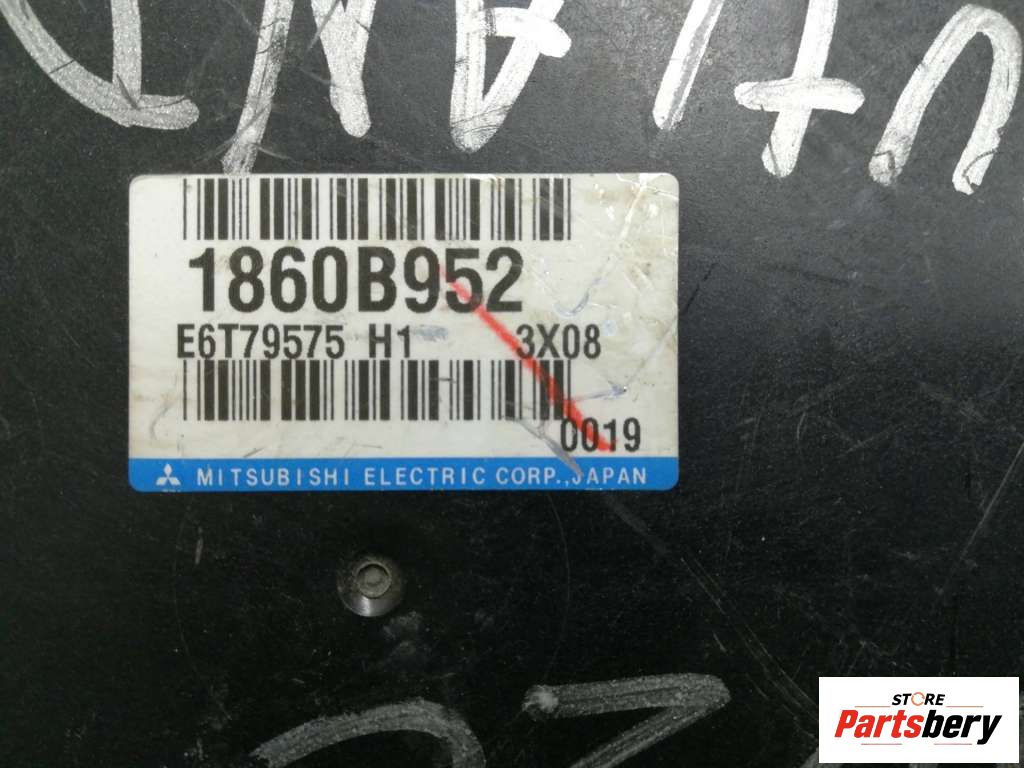 1860B952
E6T79575 H1 3X08
0019
MITSUBISHI ELECTRIC CORP.,JAPAN
STORE
Partsbery